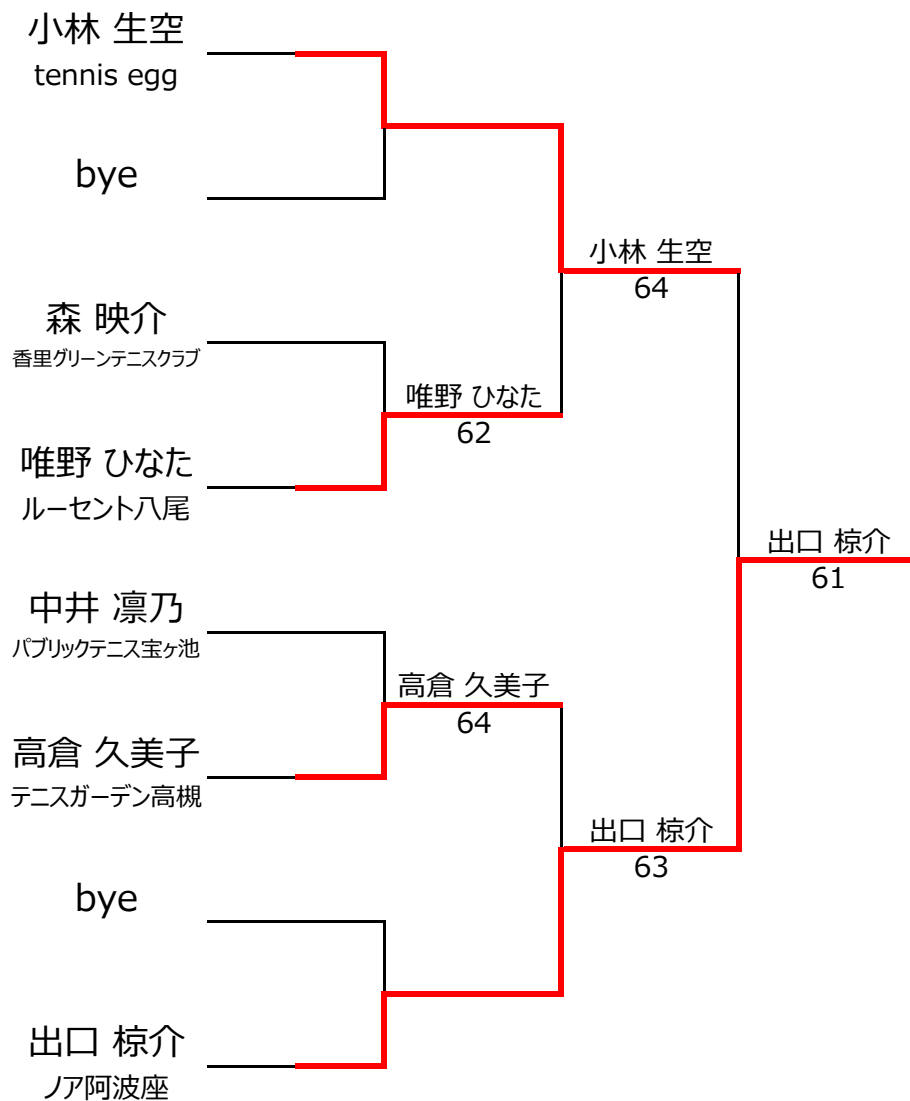 小林 生空
tennis egg
bye
森 映介
香里グリーンテニスクラブ
唯野 ひなた
ルーセント八尾
中井 凛乃
パブリックテニス宝ヶ池
高倉 久美子
テニスガーデン高槻
bye
出口 椋介
ノア阿波座
唯野 ひなた
62
高倉 久美子
64
小林 生空
64
出口 椋介
63
出口 椋介
61